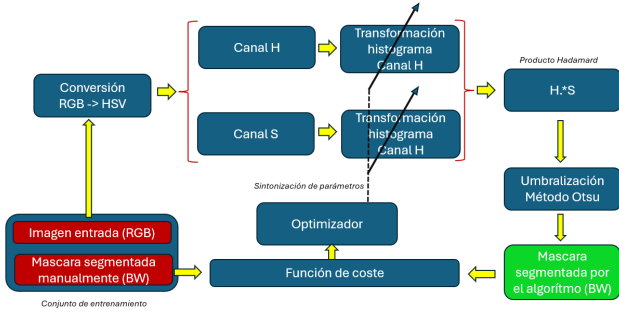 Canal H
Transformación
histograma
Canal H
Producto Hadamard
Conversión
RGB -> HSV
H.*S
Canal S
Transformación
histograma
Canal H
Sintonización de parámetros
Umbralización
Método Otsu
Optimizador
Imagen entrada (RGB)
Mascara segmentada
manualmente (BW)
Función de coste
Mascara
segmentada por
el algorítmo (BW)
Conjunto de entrenamiento